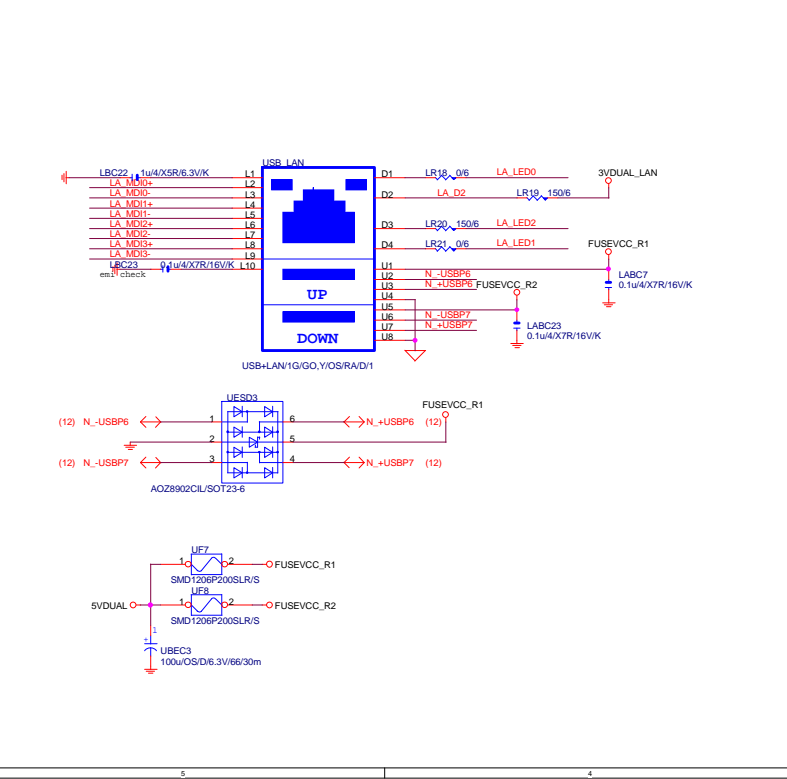 USB_LAN
LBC22 1u/4/X5R/6.3V/K L1 D1 LR18 0/6 LA_LED0 3VDUAL_LAN
LA_MDI0+ L2
LA_MDI0- L3 D2 LA_D2 LR19 150/6
LA_MDI1+ L4
LA_MDI1- L5
LA_MDI2+ L6 D3 LR20 150/6 LA_LED2
LA_MDI2- L7
LA_MDI3+ L8 D4 LR21 0/6 LA_LED1 FUSEVCC_R1
LA_MDI3- L9
LBC23 0.1u/4/X7R/16V/K L10 U1
emi check
U2 N_-USBP6 LABC7
U3 N_+USBP6 FUSEVCC_R2 0.1u/4/X7R/16V/K
UP U4
U5
U6 N_-USBP7
U7 N_+USBP7 LABC23
DOWN U8 0.1u/4/X7R/16V/K
USB+LAN/1G/GO,Y/OS/RA/D/1
UESD3
FUSEVCC_R1
(12) N_-USBP6 1 6 N_+USBP6 (12)
2 5
(12) N_-USBP7 3 4 N_+USBP7 (12)
AOZ8902CIL/SOT23-6
UF7
1 2 FUSEVCC_R1
SMD1206P200SLR/S
UF8
5VDUAL 1 2 FUSEVCC_R2
SMD1206P200SLR/S
+ 1
UBEC3
100u/OS/D/6.3V/66/30m
5 4